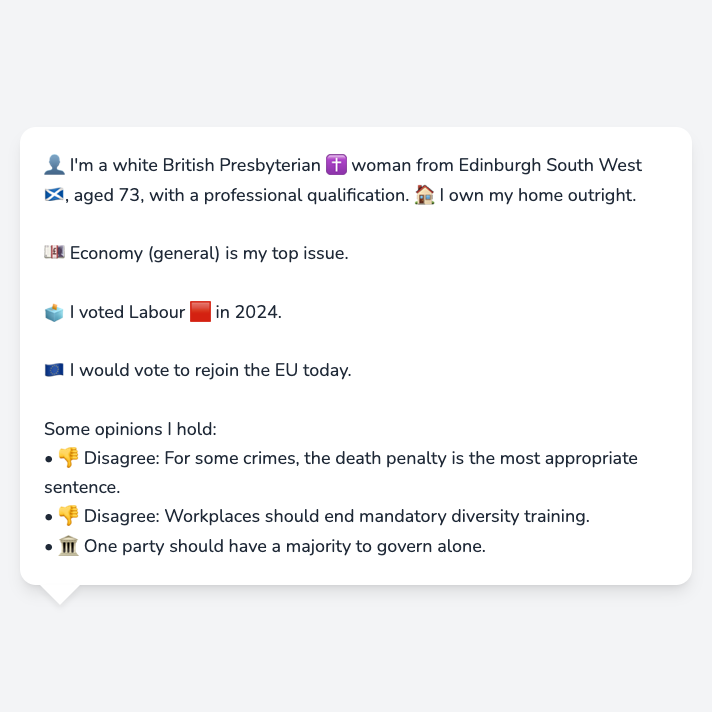 👤 I'm a white British Presbyterian ✝️ woman from Edinburgh South West
🏴󠁧󠁢󠁳󠁣󠁴󠁿, aged 73, with a professional qualification. 🏠 I own my home outright.
💷 Economy (general) is my top issue.
🗳️ I voted Labour 🟥 in 2024.
🇪🇺 I would vote to rejoin the EU today.
Some opinions I hold:
• 👎 Disagree: For some crimes, the death penalty is the most appropriate
sentence.
• 👎 Disagree: Workplaces should end mandatory diversity training.
• 🏛️ One party should have a majority to govern alone.